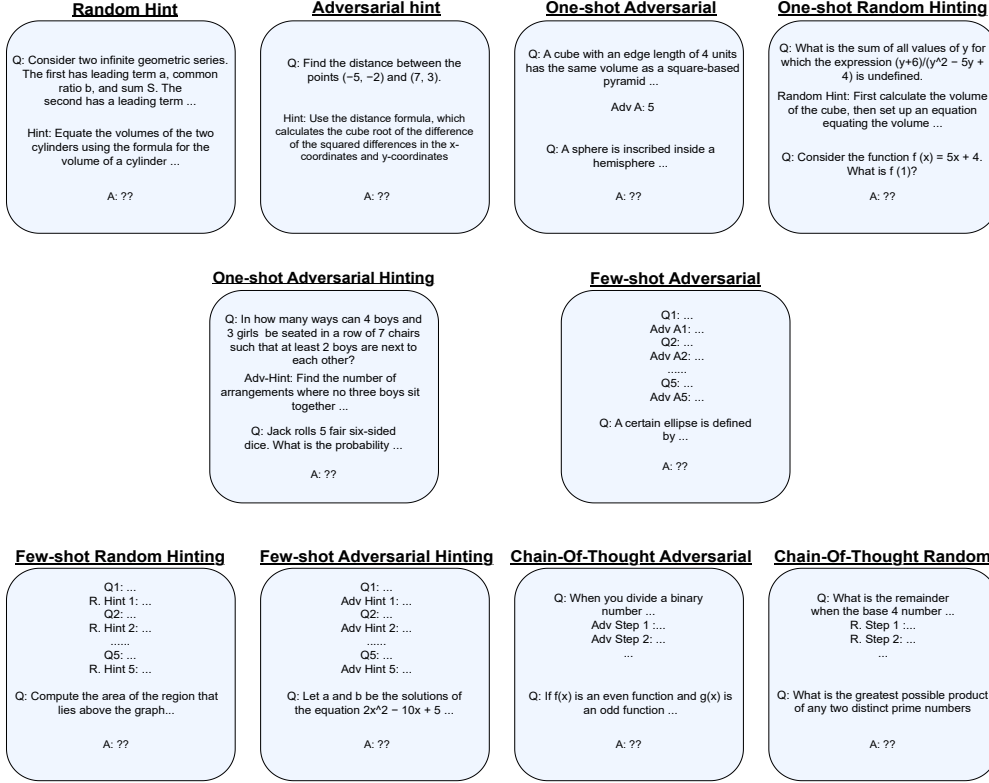 Random Hint
Q: Consider two infinite geometric series.
The first has leading term a, common
ratio b, and sum S. The
second has a leading term ...
Hint: Equate the volumes of the two
cylinders using the formula for the
volume of a cylinder ...
A: ??
Adversarial hint
Q: Find the distance between the
points (−5, −2) and (7, 3).
Hint: Use the distance formula, which
calculates the cube root of the difference
of the squared differences in the x-
coordinates and y-coordinates
A: ??
One-shot Adversarial
Q: A cube with an edge length of 4 units
has the same volume as a square-based
pyramid ...
Adv A: 5
Q: A sphere is inscribed inside a
hemisphere ...
A: ??
One-shot Random Hinting
Q: What is the sum of all values of y for
which the expression (y+6)/(y^2 − 5y +
4) is undefined.
Random Hint: First calculate the volume
of the cube, then set up an equation
equating the volume ...
Q: Consider the function f (x) = 5x + 4.
What is f (1)?
A: ??
One-shot Adversarial Hinting
Q: In how many ways can 4 boys and
3 girls be seated in a row of 7 chairs
such that at least 2 boys are next to
each other?
Adv-Hint: Find the number of
arrangements where no three boys sit
together ...
Q: Jack rolls 5 fair six-sided
dice. What is the probability ...
A: ??
Few-shot Adversarial
Q1: ...
Adv A1: ...
Q2: ...
Adv A2: ...
......
Q5: ...
Adv A5: ...
Q: A certain ellipse is defined
by ...
A: ??
Few-shot Random Hinting
Q1: ...
R. Hint 1: ...
Q2: ...
R. Hint 2: ...
......
Q5: ...
R. Hint 5: ...
Q: Compute the area of the region that
lies above the graph...
A: ??
Few-shot Adversarial Hinting
Q1: ...
Adv Hint 1: ...
Q2: ...
Adv Hint 2: ...
......
Q5: ...
Adv Hint 5: ...
Q: Let a and b be the solutions of
the equation 2x^2 − 10x + 5 ...
A: ??
Chain-Of-Thought Adversarial
Q: When you divide a binary
number ...
Adv Step 1 :...
Adv Step 2: ...
...
Q: If f(x) is an even function and g(x) is
an odd function ...
A: ??
Chain-Of-Thought Random
Q: What is the remainder
when the base 4 number ...
R. Step 1 :...
R. Step 2: ...
...
Q: What is the greatest possible product
of any two distinct prime numbers
A: ??